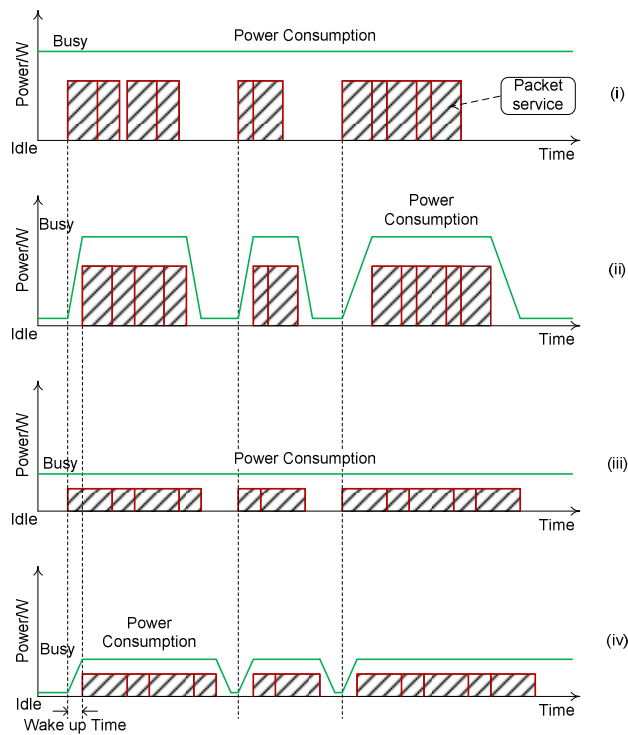 Power/W
Busy
Power Consumption
Packet
service
(i)
Idle
Time
Power/W
Busy
Power
Consumption
(ii)
Idle
Time
Power/W
Busy
Power Consumption
(iii)
Idle
Time
Power/W
Busy
Power
Consumption
(iv)
Idle
Time
Wake up Time